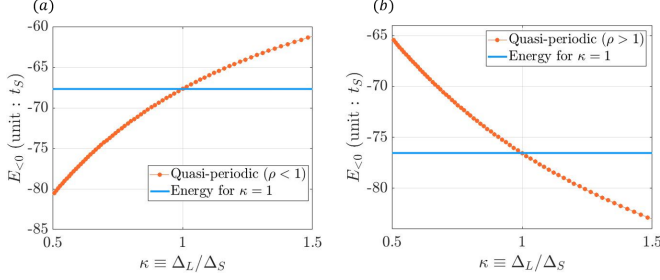 (a)
-60
-65
-70
-75
-80
-85
E<0 (unit : tS)
Quasi-periodic (ρ < 1)
Energy for κ = 1
0.5
1
1.5
κ ≡ ΔL/ΔS
(b)
-65
-70
-75
-80
E<0 (unit : tS)
Quasi-periodic (ρ > 1)
Energy for κ = 1
0.5
1
1.5
κ ≡ ΔL/ΔS